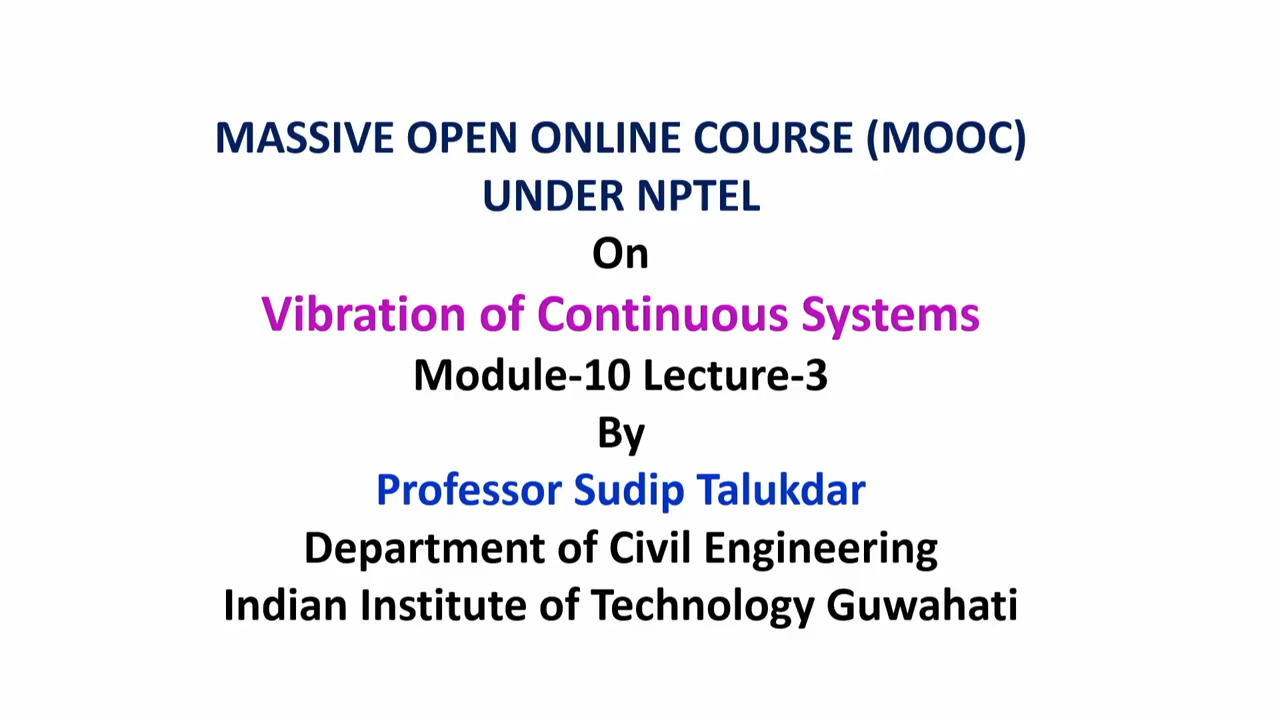 MASSIVE OPEN ONLINE COURSE (MOOC)
UNDER NPTEL
On
Vibration of Continuous Systems
Module-10 Lecture-3
By
Professor Sudip Talukdar
Department of Civil Engineering
Indian Institute of Technology Guwahati